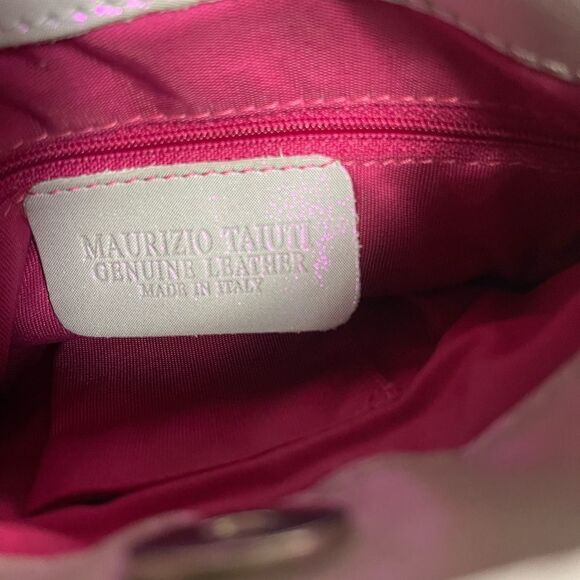 MAURIZIO TAIUTI
GENUINE LEATHER
MADE IN ITALY